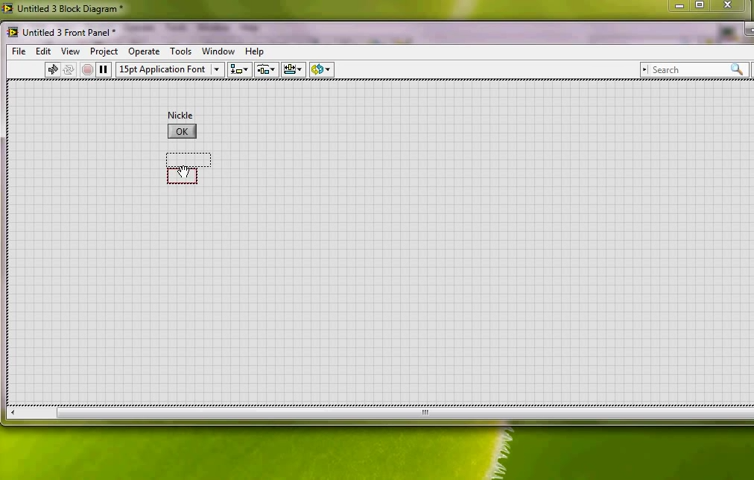 Untitled 3 Block Diagram *
Untitled 3 Front Panel *
File Edit View Project Operate Tools Window Help
15pt Application Font
Search
Nickle
OK